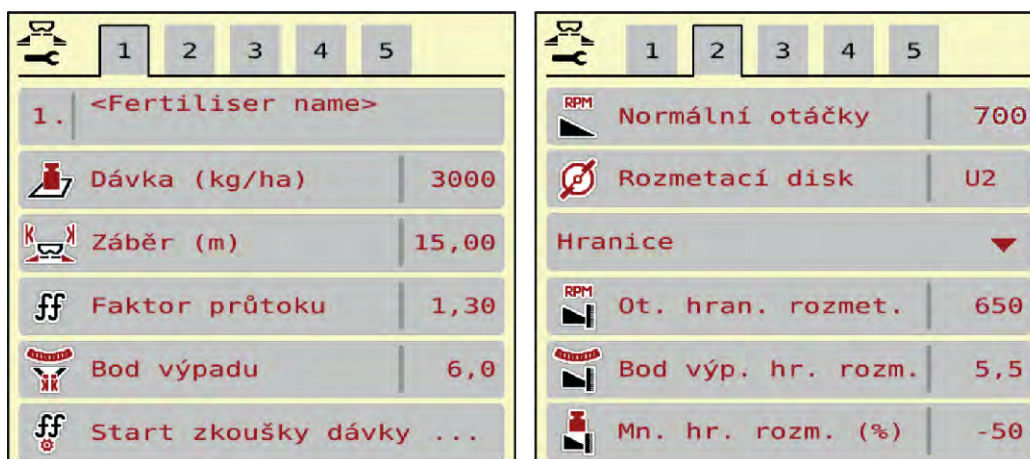 1 2 3 4 5
1. <Fertiliser name>
Dávka (kg/ha) 3000
Záběr (m) 15,00
ff Faktor průtoku 1,30
Bod výpadu 6,0
ff Start zkoušky dávky ...
1 2 3 4 5
RPM Normální otáčky 700
Rozmetací disk U2
Hranice
RPM Ot. hran. rozmet. 650
Bod výp. hr. rozm. 5,5
Mn. hr. rozm. (%) -50